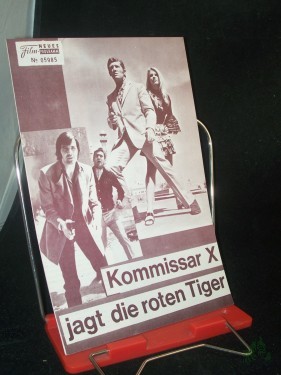 Film
NEUES
PROGRAMM
Nr. 05985
Kommissar X
jagt die roten Tiger